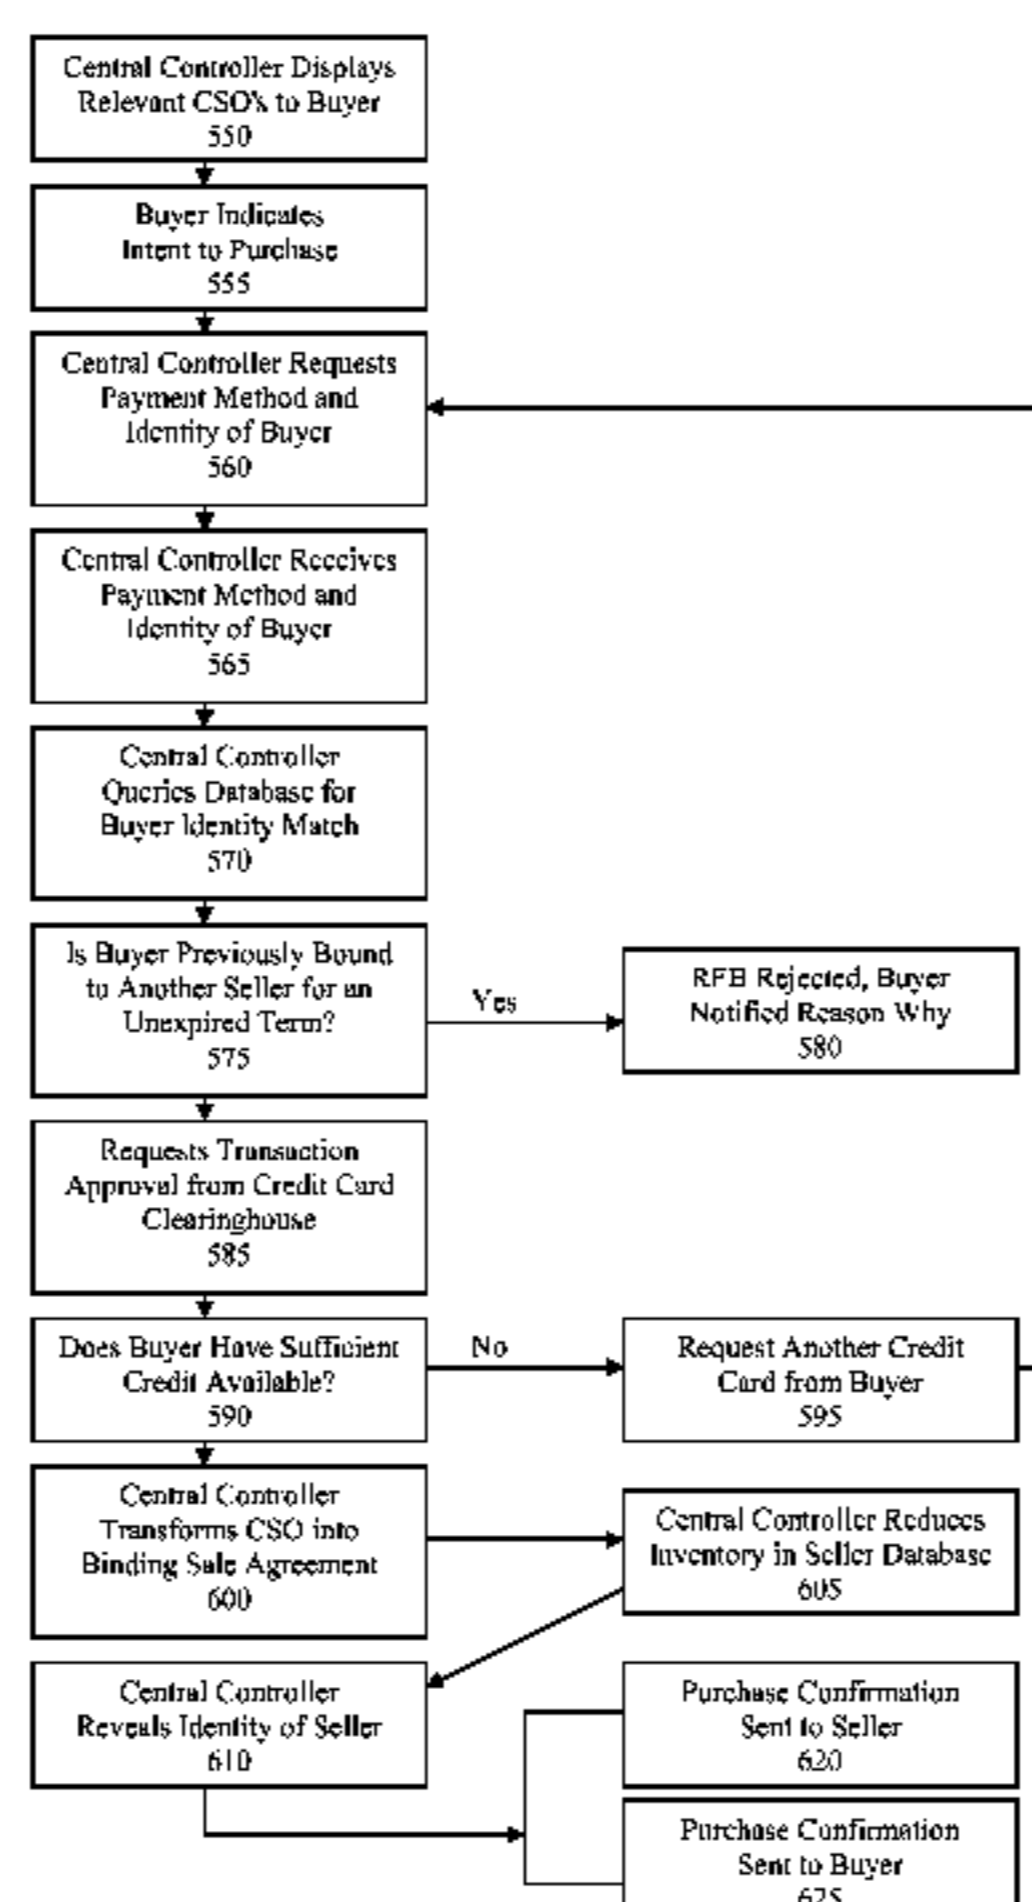 Central Controller Displays
Relevant CSO's to Buyer
550
Buyer Indicates
Intent to Purchase
555
Central Controller Requests
Payment Method and
Identity of Buyer
560
Central Controller Receives
Payment Method and
Identity of Buyer
565
Central Controller
Queries Database for
Buyer Identity Match
570
Is Buyer Previously Bound
to Another Seller for an
Unexpired Term?
575
Yes
RFB Rejected, Buyer
Notified Reason Why
580
Requests Transaction
Approval from Credit Card
Clearinghouse
585
Does Buyer Have Sufficient
Credit Available?
590
No
Request Another Credit
Card from Buyer
595
Central Controller
Transforms CSO into
Binding Sale Agreement
600
Central Controller Reduces
Inventory in Seller Database
605
Central Controller
Reveals Identity of Seller
610
Purchase Confirmation
Sent to Seller
620
Purchase Confirmation
Sent to Buyer
625